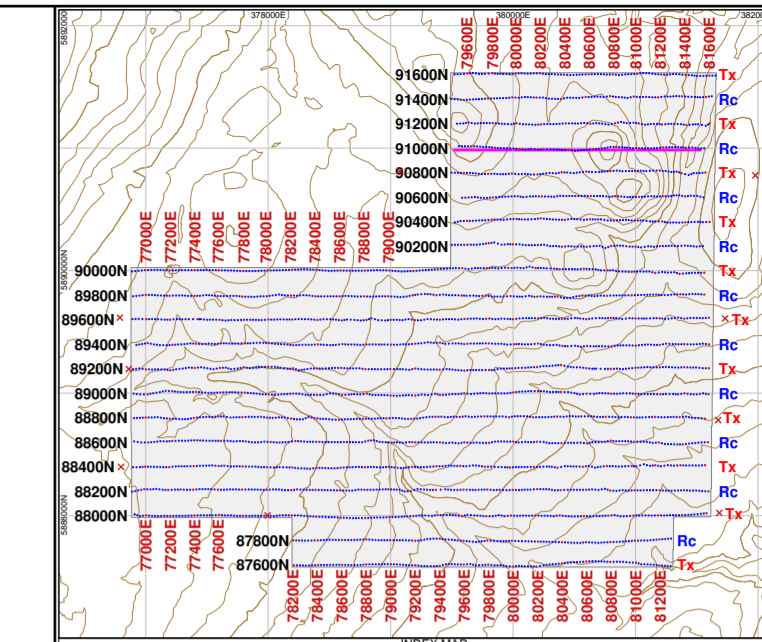 378000E 380000E 382
5892000
79600E 79800E 80000E 80200E 80400E 80600E 80800E 81000E 81200E 81400E 81600E
91600N Tx
91400N Rc
91200N Tx
91000N Rc
90800N Tx
90600N Rc
90400N Tx
90200N Rc
77000E 77200E 77400E 77600E 77800E 78000E 78200E 78400E 78600E 78800E 79000E
5890000N
90000N Tx
89800N Rc
89600N Tx
89400N Rc
89200N Tx
89000N Rc
88800N Tx
88600N Rc
88400N Tx
88200N Rc
5888000N
88000N Tx
77000E 77200E 77400E 77600E
87800N Rc
87600N Tx
78200E 78400E 78600E 78800E 79000E 79200E 79400E 79600E 79800E 80000E 80200E 80400E 80600E 80800E 81000E 81200E
INDEX MAP